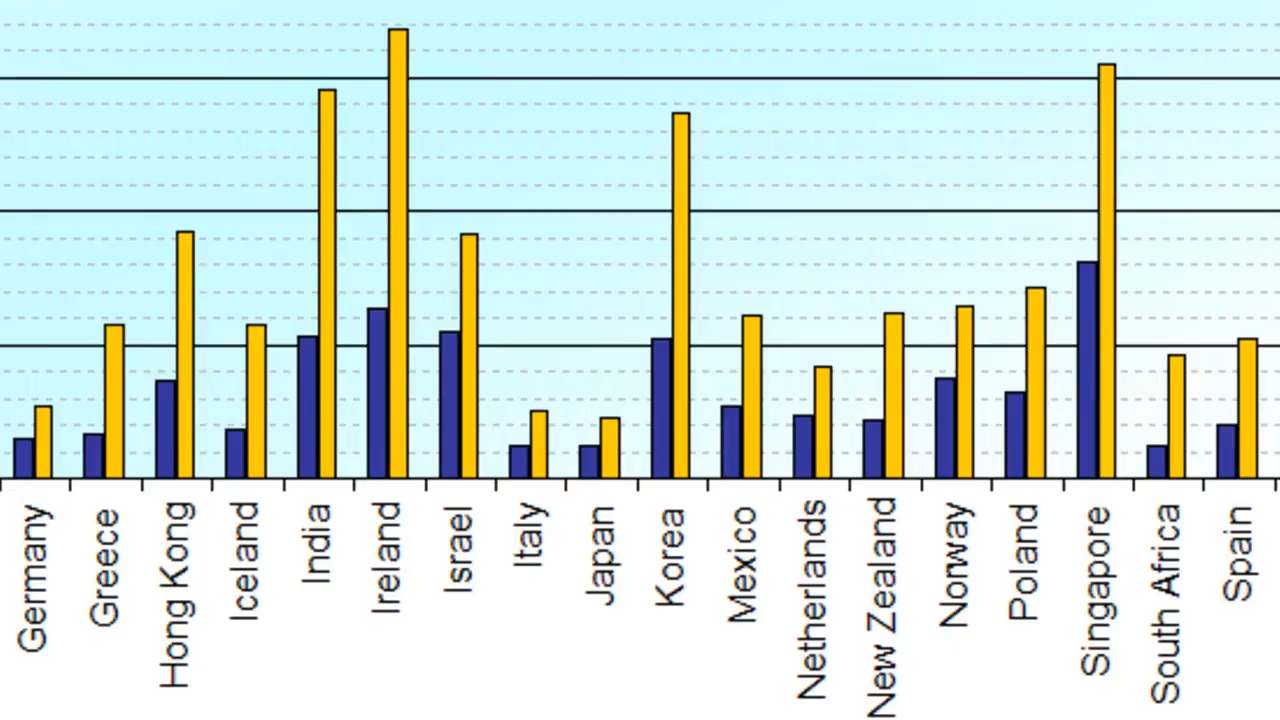 Germany
Greece
Hong Kong
Iceland
India
Ireland
Israel
Italy
Japan
Korea
Mexico
Netherlands
New Zealand
Norway
Poland
Singapore
South Africa
Spain